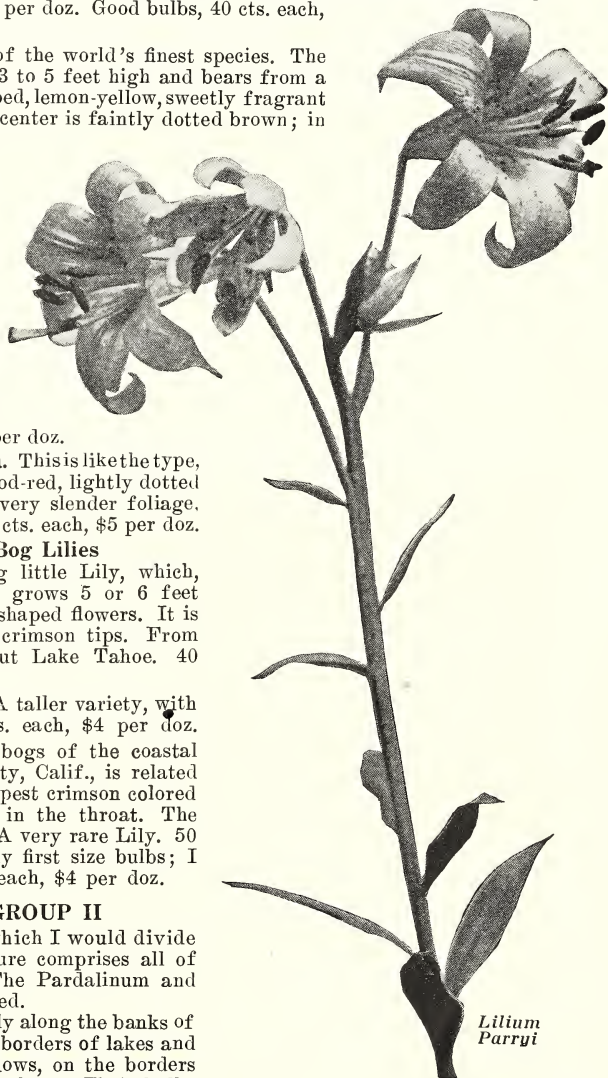 per doz. Good bulbs, 40 cts. each,
of the world's finest species. The
3 to 5 feet high and bears from a
ped, lemon-yellow, sweetly fragrant
center is faintly dotted brown; in
per doz.
. This is like the type,
od-red, lightly dotted
very slender foliage.
cts. each, $5 per doz.
Bog Lilies
g little Lily, which,
grows 5 or 6 feet
shaped flowers. It is
crimson tips. From
ut Lake Tahoe. 40
A taller variety, with
s. each, $4 per doz.
bogs of the coastal
ty, Calif., is related
pest crimson colored
in the throat. The
A very rare Lily. 50
y first size bulbs; I
each, $4 per doz.
GROUP II
which I would divide
ure comprises all of
The Pardalinum and
ed.
ly along the banks of
borders of lakes and
ows, on the borders
Lilium
Parryi